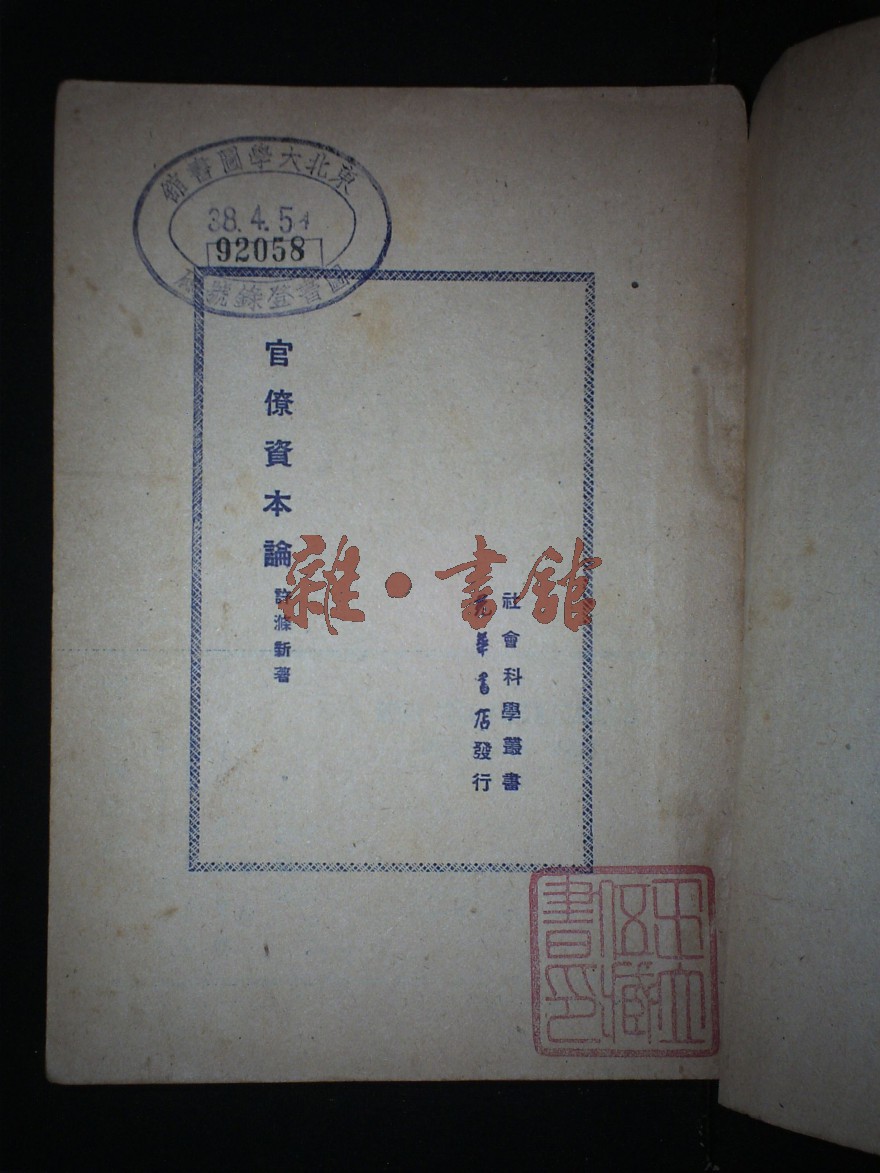 東北大學圖書館
38.4.5
92058
圖書登錄號碼
社會科學叢書
光華書店發行
官僚資本論
許滌新著
雜·書館